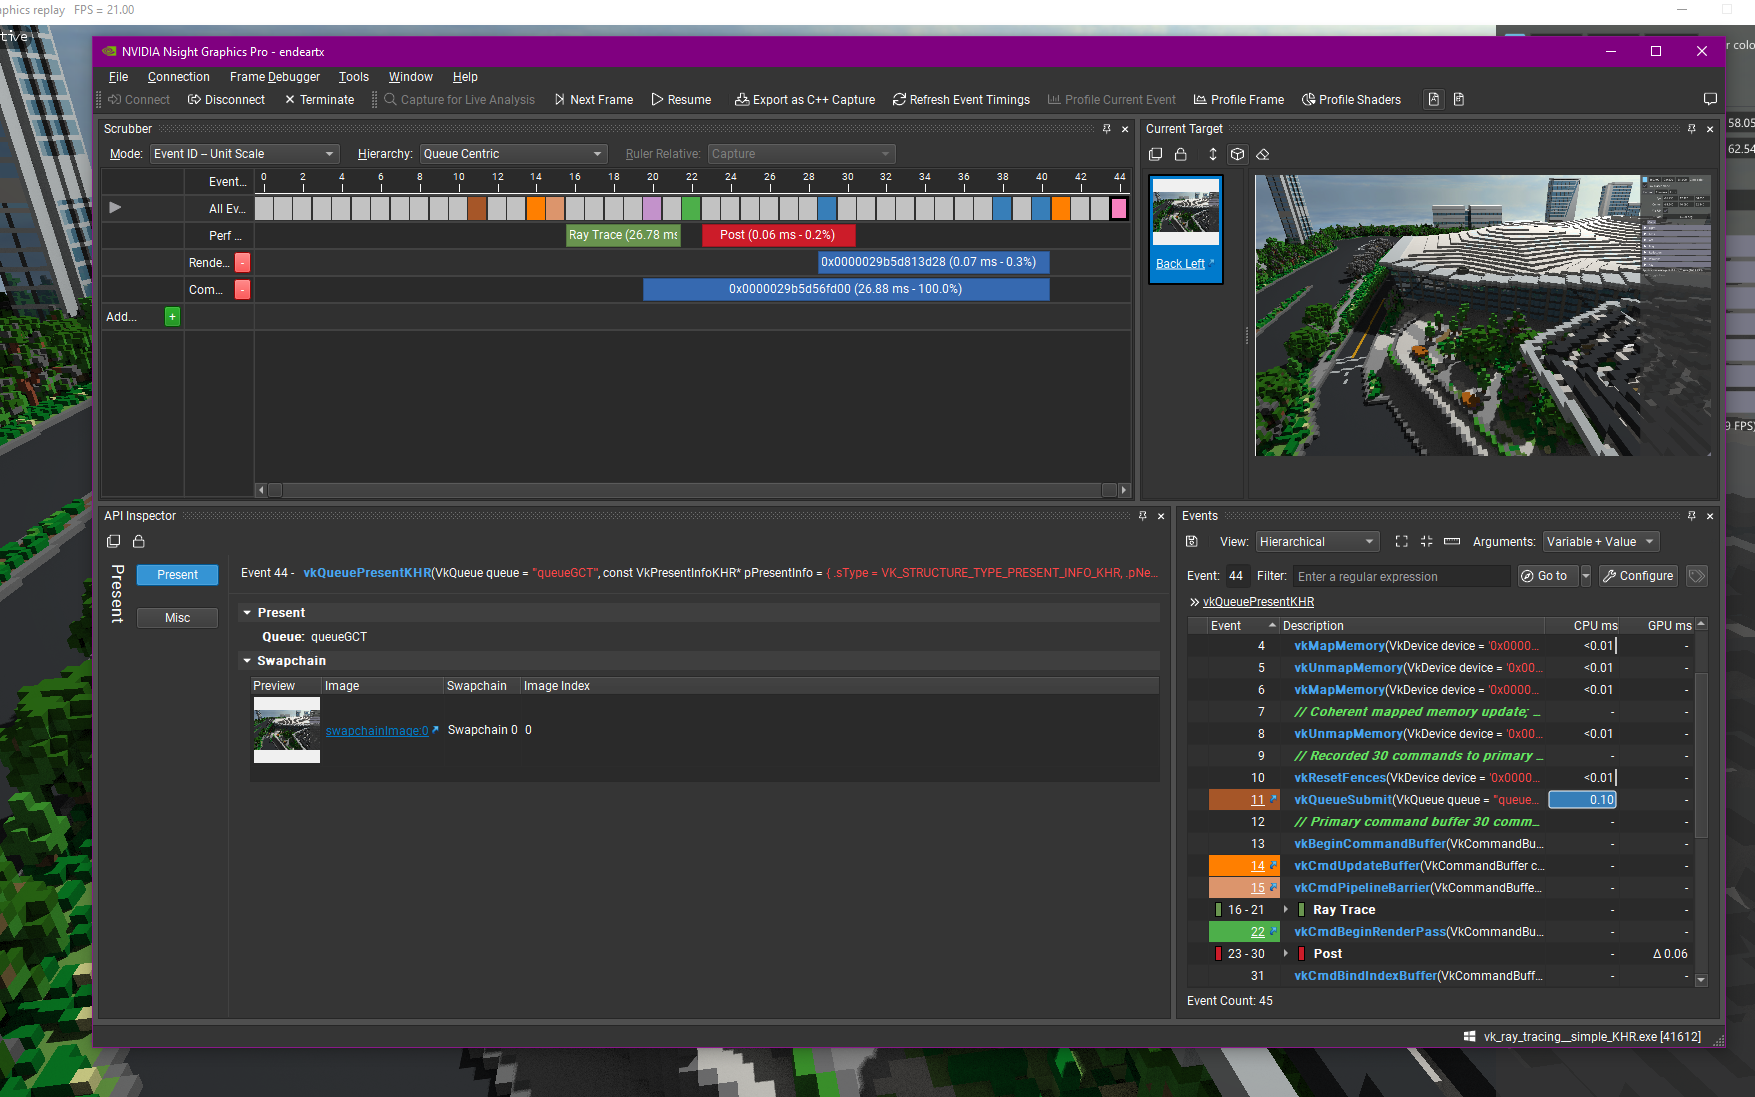 phics replay FPS = 21.00
tive
NVIDIA Nsight Graphics Pro - endeartx
r colo
File Connection Frame Debugger Tools Window Help
Connect Disconnect Terminate Capture for Live Analysis Next Frame Resume Export as C++ Capture Refresh Event Timings Profile Current Event Profile Frame Profile Shaders
Scrubber
Mode: Event ID – Unit Scale Hierarchy: Queue Centric Ruler Relative: Capture
Event... 0 2 4 6 8 10 12 14 16 18 20 22 24 26 28 30 32 34 36 38 40 42 44
All Ev...
Perf ... Ray Trace (26.78 ms Post (0.06 ms - 0.2%)
Rende... - 0x0000029b5d813d28 (0.07 ms - 0.3%)
Com... - 0x0000029b5d56fd00 (26.88 ms - 100.0%)
Add... +
Current Target
Back Left
58.05
62.54
9 FPS)
API Inspector
Present
Present
Misc
Event 44 - vkQueuePresentKHR(VkQueue queue = "queueGCT", const VkPresentInfoKHR* pPresentInfo = { .sType = VK_STRUCTURE_TYPE_PRESENT_INFO_KHR, .pNe...
Present
Queue: queueGCT
Swapchain
Preview Image Swapchain Image Index
swapchainImage:0 Swapchain 0 0
Events
View: Hierarchical Arguments: Variable + Value
Event: 44 Filter: Enter a regular expression Go to Configure
vkQueuePresentKHR
Event Description CPU ms GPU ms
4 vkMapMemory(VkDevice device = '0x0000... <0.01 -
5 vkUnmapMemory(VkDevice device = '0x00... <0.01 -
6 vkMapMemory(VkDevice device = '0x0000... <0.01 -
7 // Coherent mapped memory update; ... - -
8 vkUnmapMemory(VkDevice device = '0x00... <0.01 -
9 // Recorded 30 commands to primary ... - -
10 vkResetFences(VkDevice device = '0x0000... <0.01 -
11 vkQueueSubmit(VkQueue queue = "queue... 0.10 -
12 // Primary command buffer 30 comm... - -
13 vkBeginCommandBuffer(VkCommandBu... - -
14 vkCmdUpdateBuffer(VkCommandBuffer c... - -
15 vkCmdPipelineBarrier(VkCommandBuffe... - -
16 - 21 Ray Trace - -
22 vkCmdBeginRenderPass(VkCommandBu... - -
23 - 30 Post - Δ 0.06
31 vkCmdBindIndexBuffer(VkCommandBuff... - -
Event Count: 45
vk_ray_tracing__simple_KHR.exe [41612]